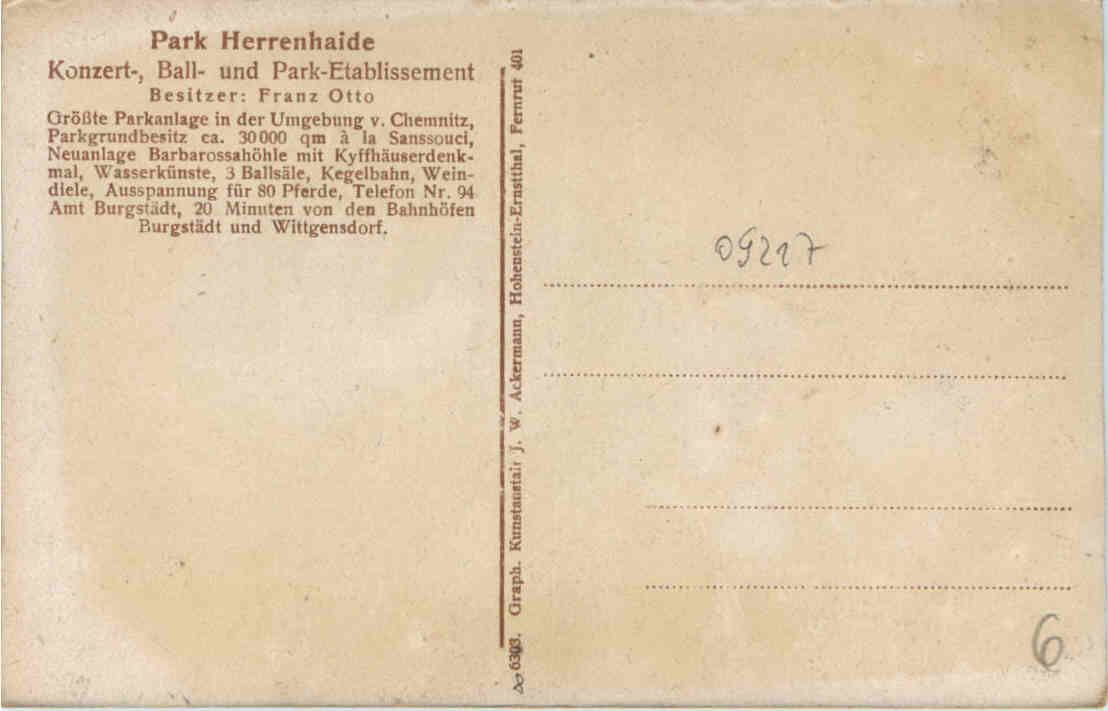 Park Herrenhaide
Konzert-, Ball- und Park-Etablissement
Besitzer: Franz Otto
Größte Parkanlage in der Umgebung v. Chemnitz,
Parkgrundbesitz ca. 30000 qm à la Sanssouci,
Neuanlage Barbarossahöhle mit Kyffhäuserdenk-
mal, Wasserkünste, 3 Ballsäle, Kegelbahn, Wein-
diele, Ausspannung für 80 Pferde, Telefon Nr. 94
Amt Burgstädt, 20 Minuten von den Bahnhöfen
Burgstädt und Wittgensdorf.
6303. Graph. Kunstanstalt J. W. Ackermann, Hohenstein-Ernstthal, Fernruf 401
09217
6